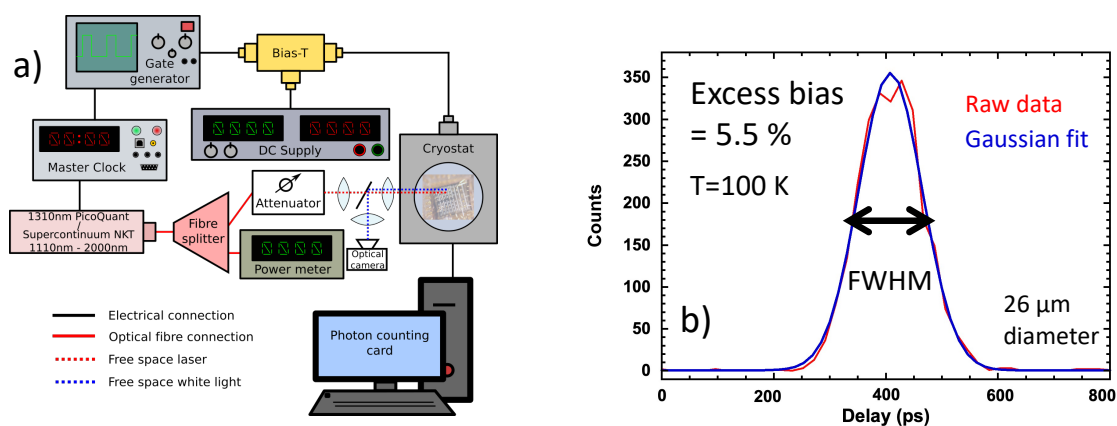 a)
Gate
generator
Bias-T
Master Clock
DC Supply
Cryostat
1310nm PicoQuant
/
Supercontinuum NKT
1110nm - 2000nm
Fibre
splitter
Attenuator
Power meter
Optical
camera
Electrical connection
Optical fibre connection
Free space laser
Free space white light
Photon counting
card
b)
Excess bias
= 5.5 %
T=100 K
Raw data
Gaussian fit
FWHM
26 µm
diameter
Counts
350
300
250
200
150
100
50
0
0
200
400
600
800
Delay (ps)